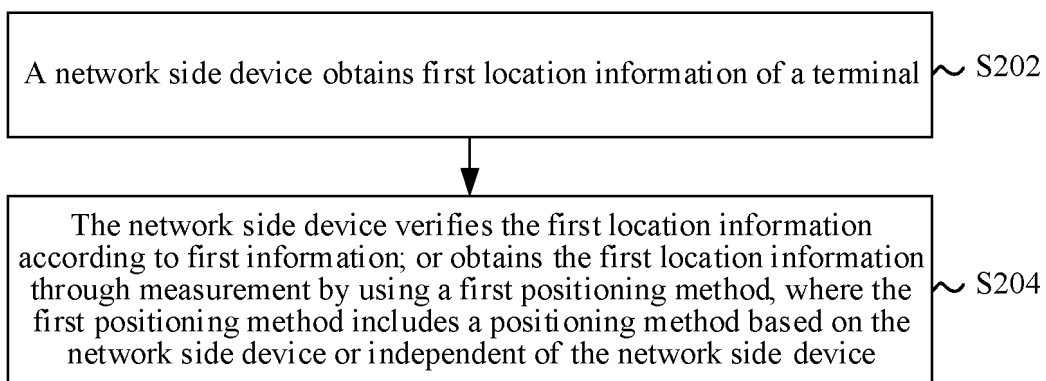 A network side device obtains first location information of a terminal
S202
The network side device verifies the first location information
according to first information; or obtains the first location information
through measurement by using a first positioning method, where the
first positioning method includes a positioning method based on the
network side device or independent of the network side device
S204